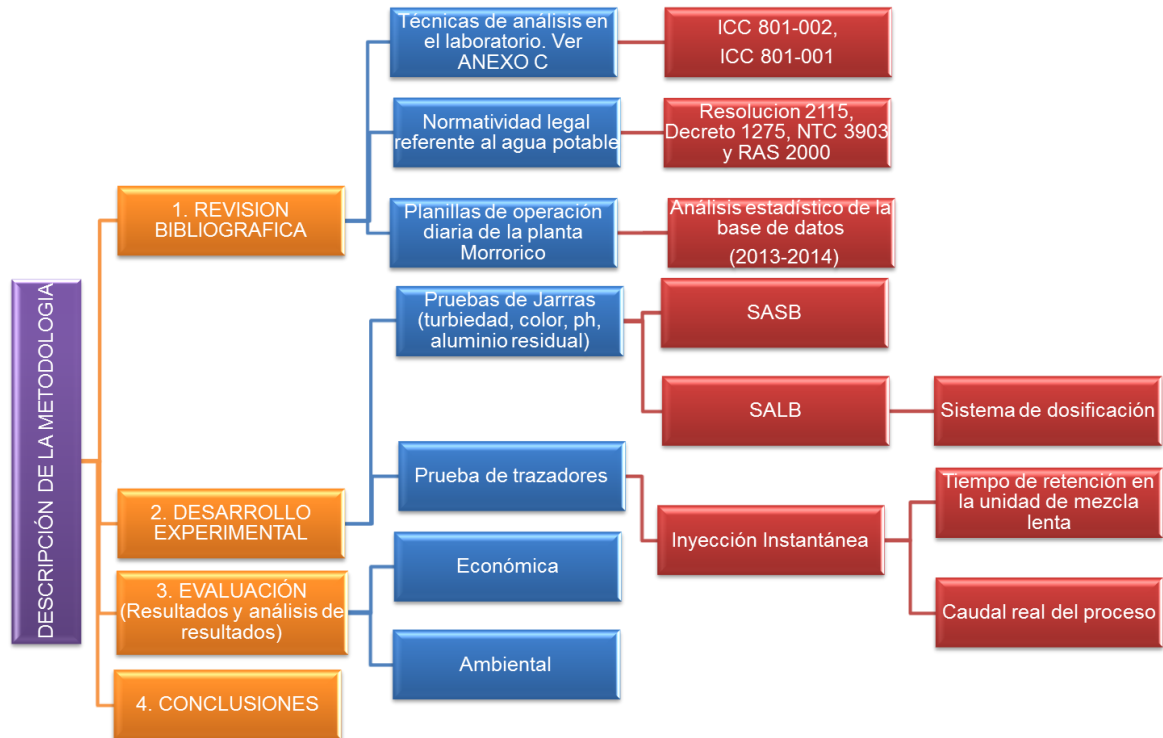 DESCRIPCIÓN DE LA METODOLOGIA
1. REVISION
BIBLIOGRAFICA
Técnicas de análisis en
el laboratorio. Ver
ANEXO C
ICC 801-002,
ICC 801-001
Normatividad legal
referente al agua potable
Resolucion 2115,
Decreto 1275, NTC 3903
y RAS 2000
Planillas de operación
diaria de la planta
Morrorico
Análisis estadístico de la
base de datos
(2013-2014)
2. DESARROLLO
EXPERIMENTAL
Pruebas de Jarrras
(turbiedad, color, ph,
aluminio residual)
SASB
SALB
Sistema de dosificación
Prueba de trazadores
Inyección Instantánea
Tiempo de retención en
la unidad de mezcla
lenta
Caudal real del proceso
3. EVALUACIÓN
(Resultados y análisis de
resultados)
Económica
Ambiental
4. CONCLUSIONES